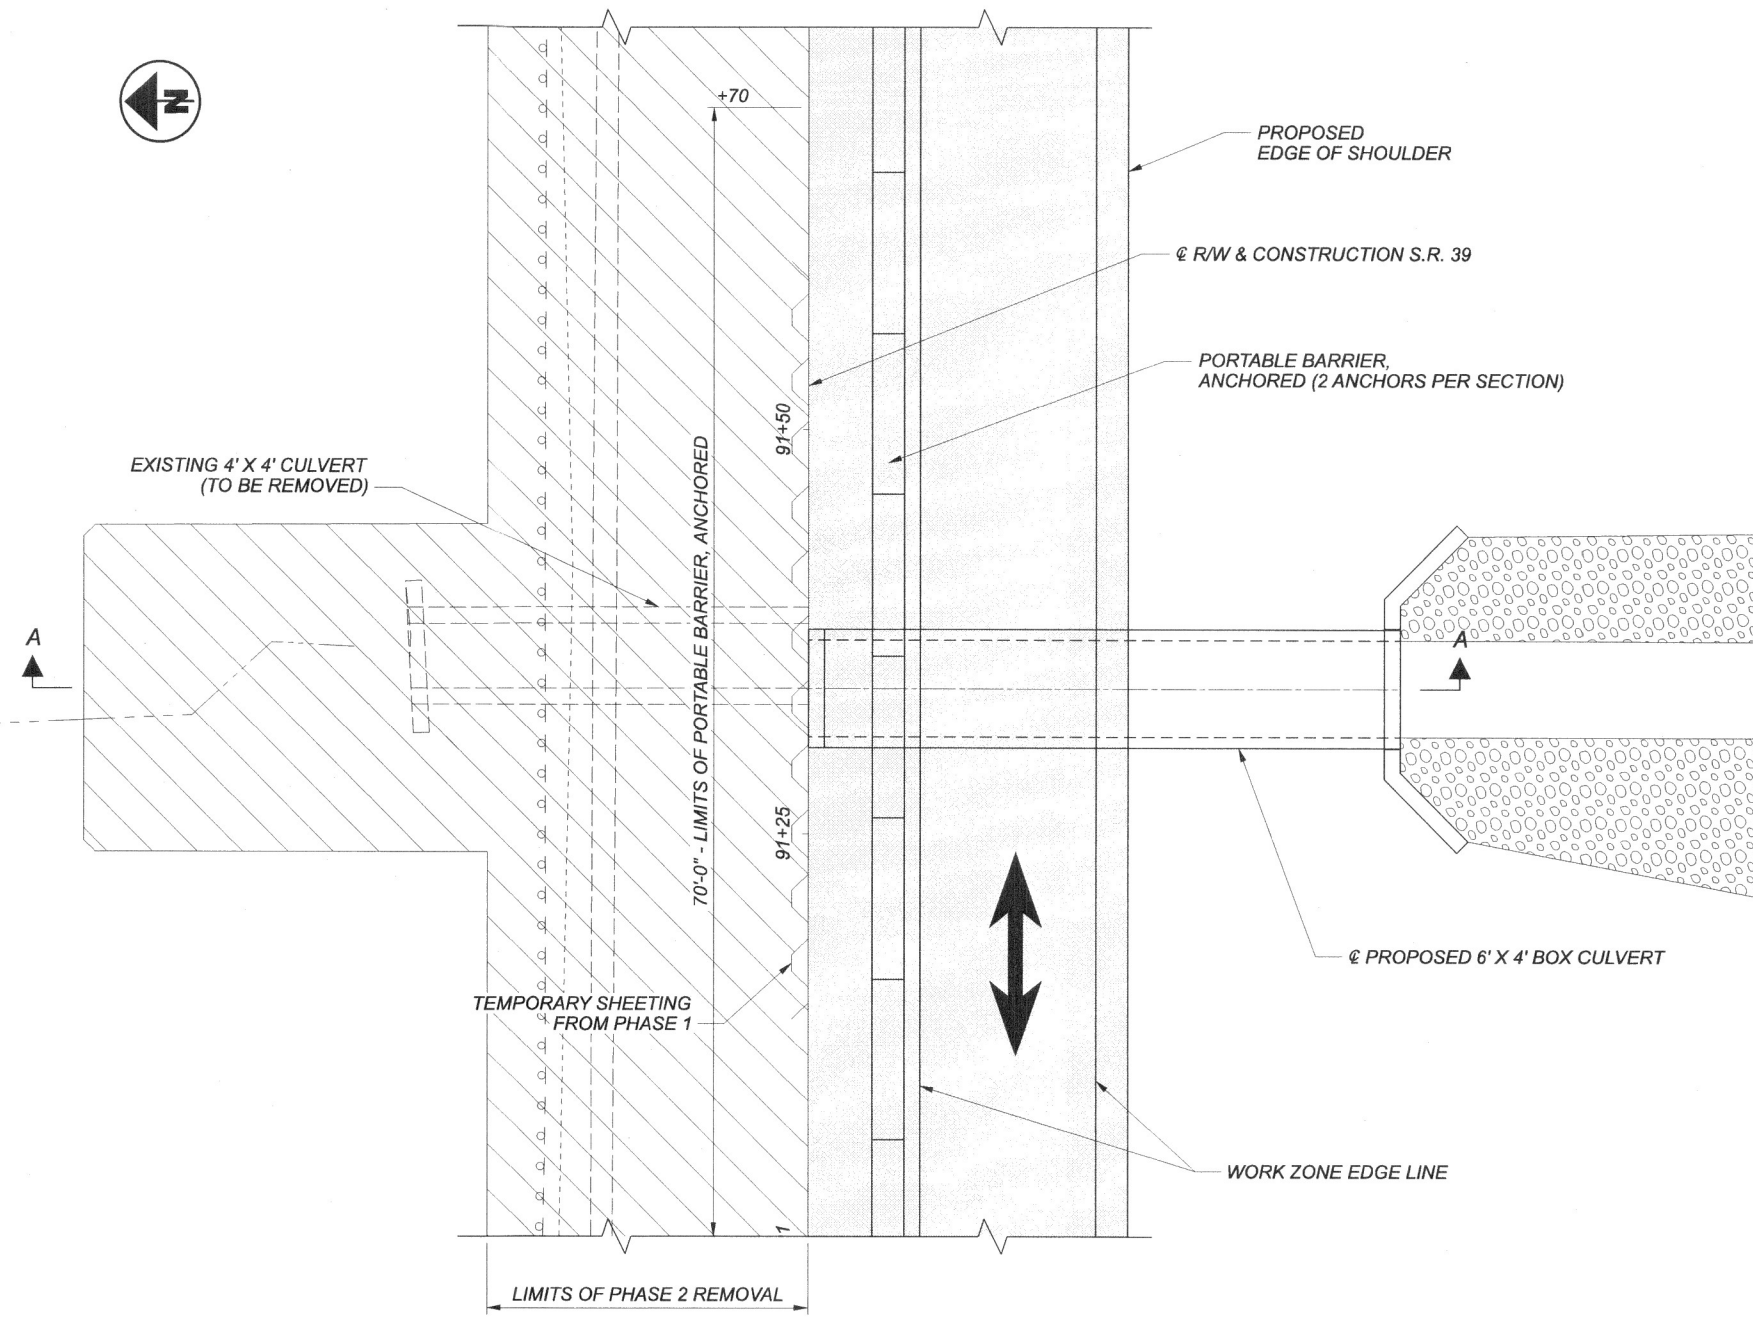 N
+70
PROPOSED
EDGE OF SHOULDER
℄ R/W & CONSTRUCTION S.R. 39
PORTABLE BARRIER,
ANCHORED (2 ANCHORS PER SECTION)
91+50
EXISTING 4' X 4' CULVERT
(TO BE REMOVED)
70'-0" - LIMITS OF PORTABLE BARRIER, ANCHORED
A
A
91+25
℄ PROPOSED 6' X 4' BOX CULVERT
TEMPORARY SHEETING
FROM PHASE 1
WORK ZONE EDGE LINE
1
LIMITS OF PHASE 2 REMOVAL